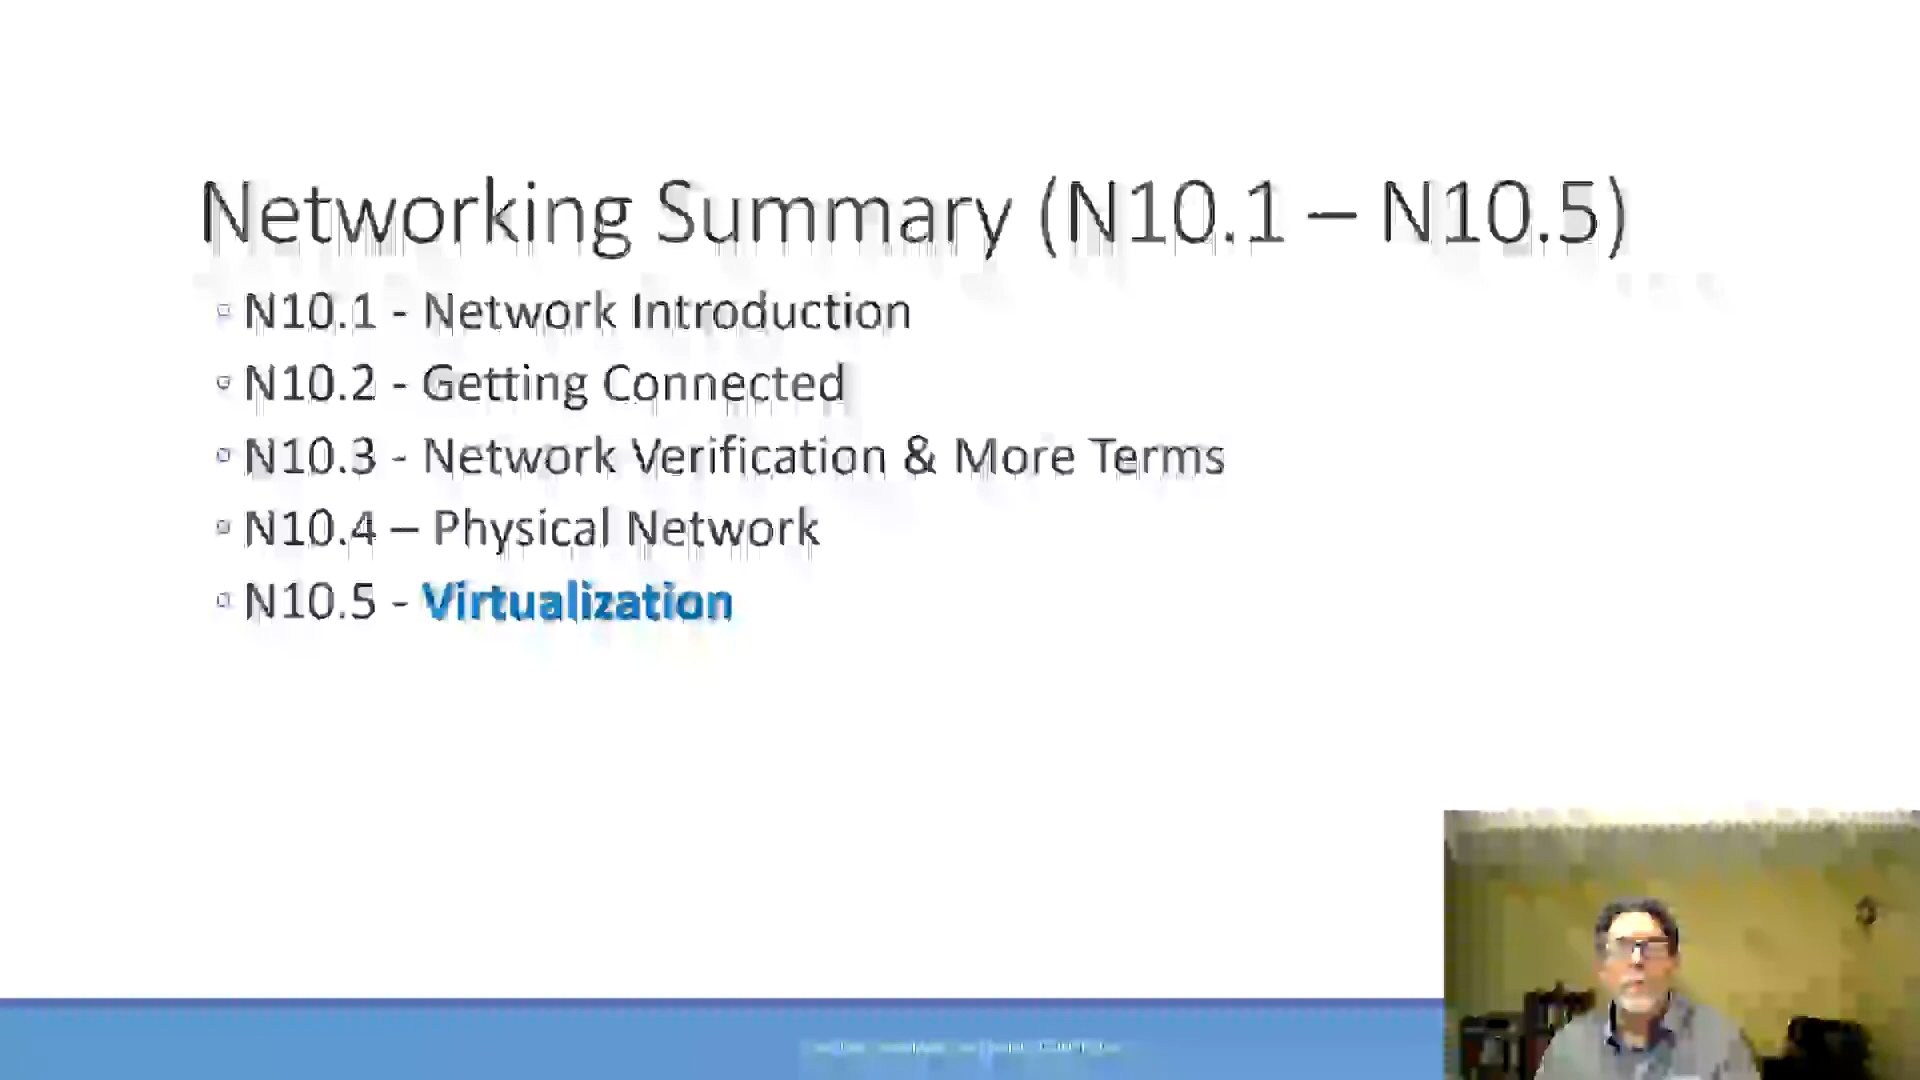 Networking Summary (N10.1 – N10.5)
▫ N10.1 - Network Introduction
▫ N10.2 - Getting Connected
▫ N10.3 - Network Verification & More Terms
▫ N10.4 – Physical Network
▫ N10.5 - Virtualization